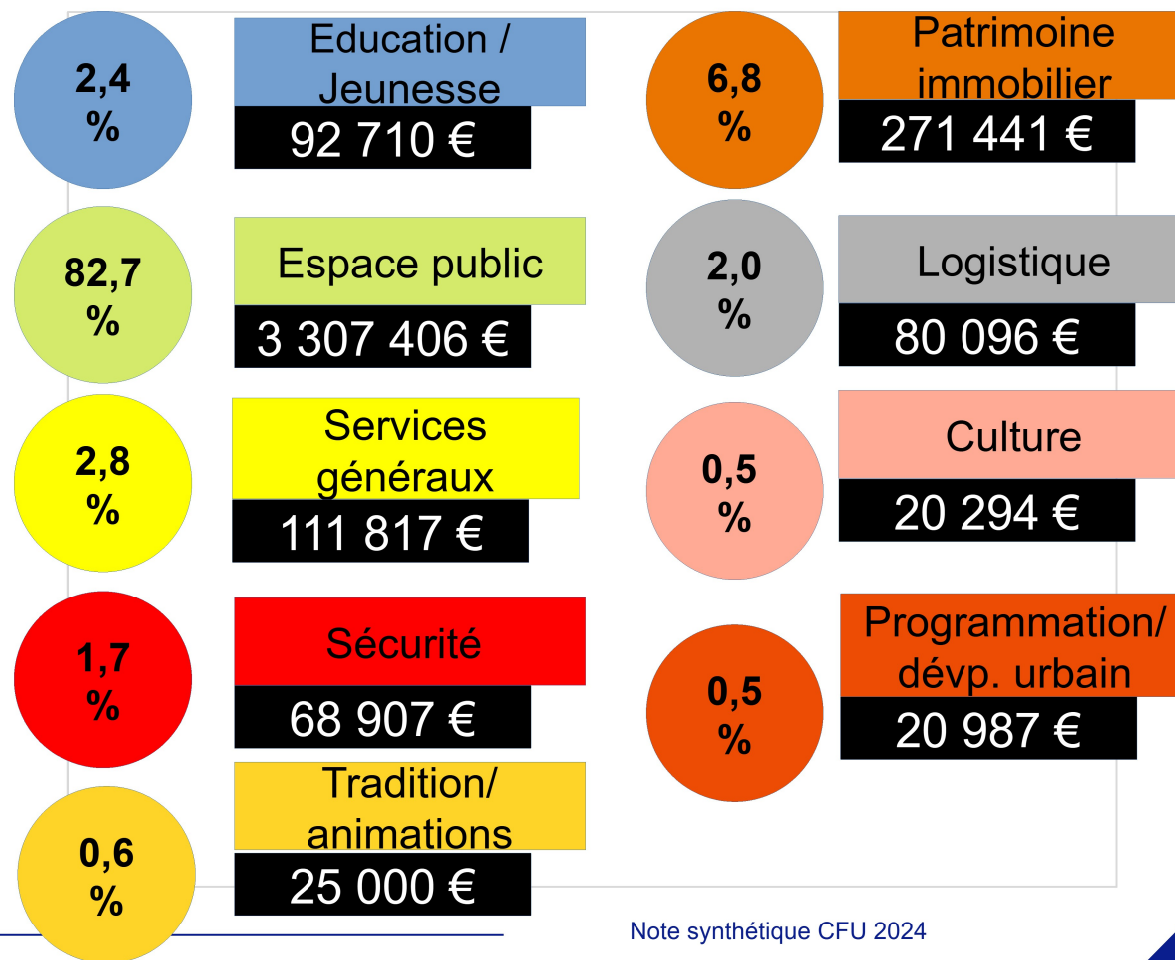 2,4
%
Education /
Jeunesse
92 710 €
82,7
%
Espace public
3 307 406 €
2,8
%
Services
généraux
111 817 €
1,7
%
Sécurité
68 907 €
0,6
%
Tradition/
animations
25 000 €
6,8
%
Patrimoine
immobilier
271 441 €
2,0
%
Logistique
80 096 €
0,5
%
Culture
20 294 €
0,5
%
Programmation/
dévp. urbain
20 987 €
Note synthétique CFU 2024